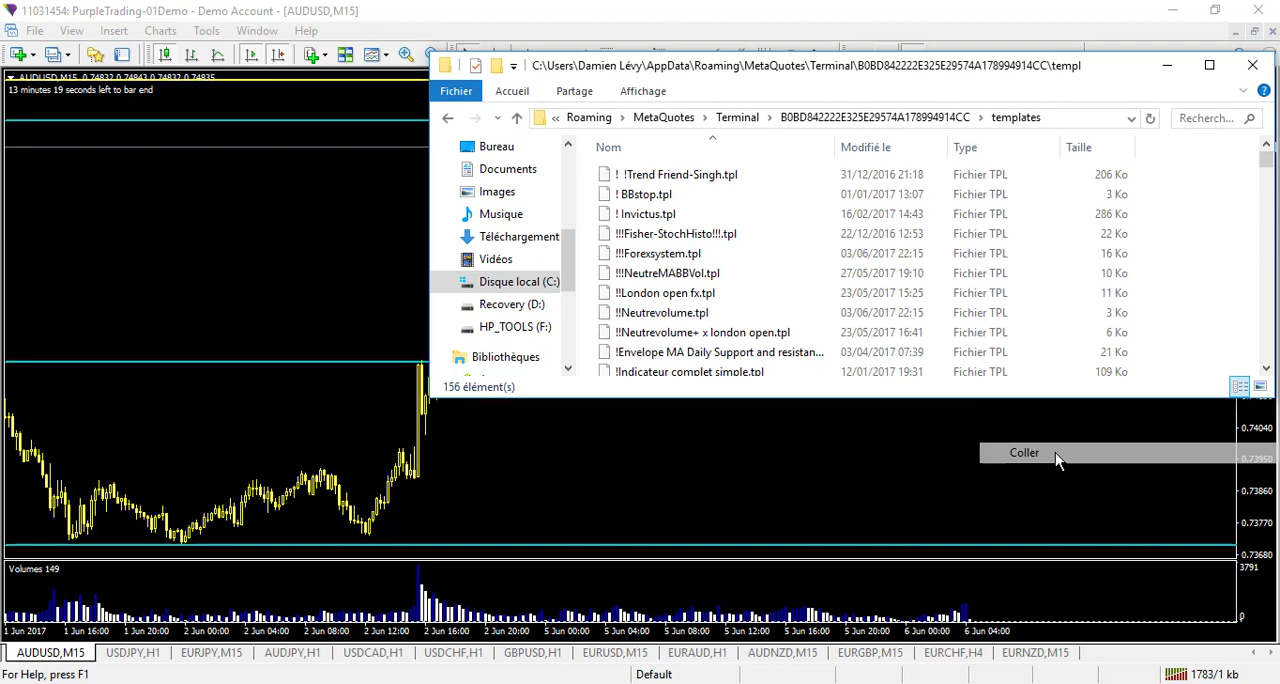 11031454: PurpleTrading-01Demo - Demo Account - [AUDUSD,M15]
File View Insert Charts Tools Window Help
AUDUSD,M15 0.74832 0.74843 0.74832 0.74835
13 minutes 19 seconds left to bar end
C:\Users\Damien Lévy\AppData\Roaming\MetaQuotes\Terminal\B0BD842222E325E29574A178994914CC\templ
Fichier Accueil Partage Affichage
« Roaming › MetaQuotes › Terminal › B0BD842222E325E29574A178994914CC › templates
Recherch...
Bureau
Documents
Images
Musique
Téléchargement
Vidéos
Disque local (C:)
Recovery (D:)
HP_TOOLS (F:)
Bibliothèques
Nom Modifié le Type Taille
! !Trend Friend-Singh.tpl 31/12/2016 21:18 Fichier TPL 206 Ko
! BBstop.tpl 01/01/2017 13:07 Fichier TPL 3 Ko
! Invictus.tpl 16/02/2017 14:43 Fichier TPL 286 Ko
!!!Fisher-StochHisto!!!.tpl 22/12/2016 12:53 Fichier TPL 22 Ko
!!!Forexsystem.tpl 03/06/2017 22:15 Fichier TPL 16 Ko
!!!NeutreMABBVol.tpl 27/05/2017 19:10 Fichier TPL 10 Ko
!!London open fx.tpl 23/05/2017 15:25 Fichier TPL 11 Ko
!!Neutrevolume.tpl 03/06/2017 22:15 Fichier TPL 3 Ko
!!Neutrevolume+ x london open.tpl 23/05/2017 16:41 Fichier TPL 6 Ko
!Envelope MA Daily Support and resistan... 03/04/2017 07:39 Fichier TPL 21 Ko
!Indicateur complet simple.tpl 12/01/2017 19:31 Fichier TPL 109 Ko
156 élément(s)
Coller
0.74040
0.73950
0.73860
0.73770
0.73680
Volumes 149
3791
0
1 Jun 2017 1 Jun 16:00 1 Jun 20:00 2 Jun 00:00 2 Jun 04:00 2 Jun 08:00 2 Jun 12:00 2 Jun 16:00 2 Jun 20:00 5 Jun 00:00 5 Jun 04:00 5 Jun 08:00 5 Jun 12:00 5 Jun 16:00 5 Jun 20:00 6 Jun 00:00 6 Jun 04:00
AUDUSD,M15 USDJPY,H1 EURJPY,M15 AUDJPY,H1 USDCAD,H1 USDCHF,H1 GBPUSD,H1 EURUSD,M15 EURAUD,H1 AUDNZD,M15 EURGBP,M15 EURCHF,H4 EURNZD,M15
For Help, press F1
Default
1783/1 kb